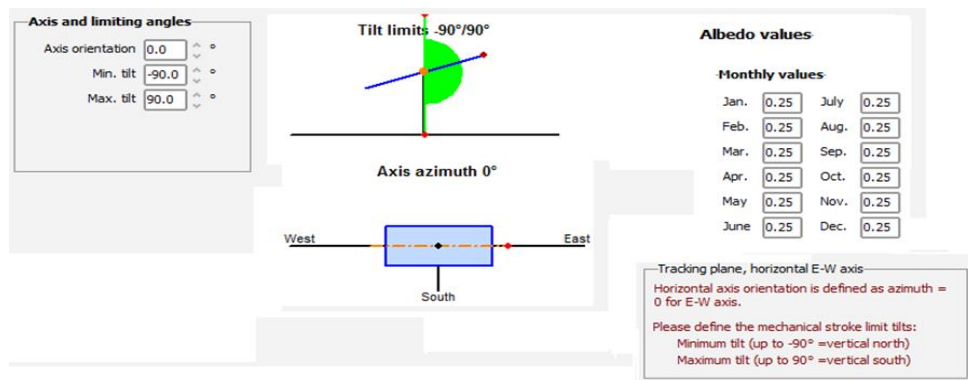 Axis and limiting angles
Axis orientation 0.0 °
Min. tilt -90.0 °
Max. tilt 90.0 °
Tilt limits -90°/90°
Axis azimuth 0°
West East
South
Albedo values
Monthly values
Jan. 0.25 July 0.25
Feb. 0.25 Aug. 0.25
Mar. 0.25 Sep. 0.25
Apr. 0.25 Oct. 0.25
May 0.25 Nov. 0.25
June 0.25 Dec. 0.25
Tracking plane, horizontal E-W axis
Horizontal axis orientation is defined as azimuth =
0 for E-W axis.
Please define the mechanical stroke limit tilts:
Minimum tilt (up to -90° =vertical north)
Maximum tilt (up to 90° =vertical south)